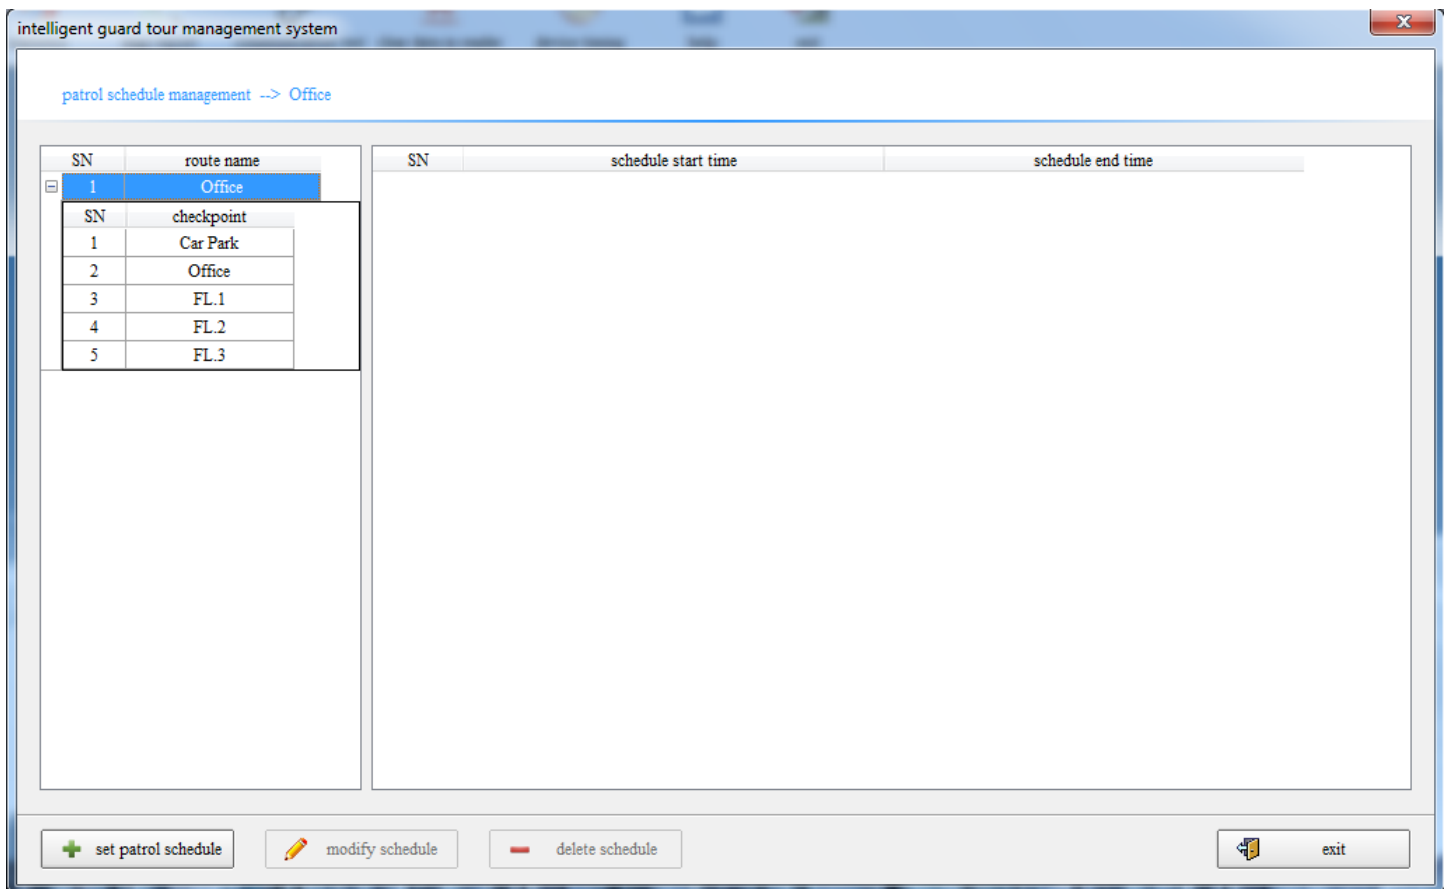 intelligent guard tour management system
patrol schedule management --> Office
SN route name
1 Office
SN checkpoint
1 Car Park
2 Office
3 FL.1
4 FL.2
5 FL.3
SN schedule start time schedule end time
set patrol schedule modify schedule delete schedule exit